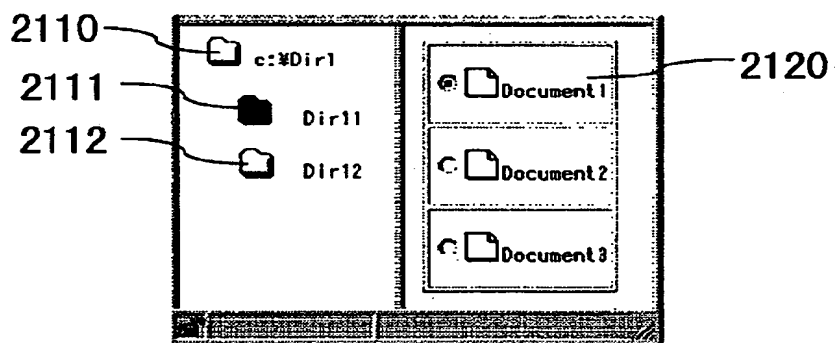 2110
c:¥Dir1
2111
Dir11
2112
Dir12
Document1
2120
Document2
Document3